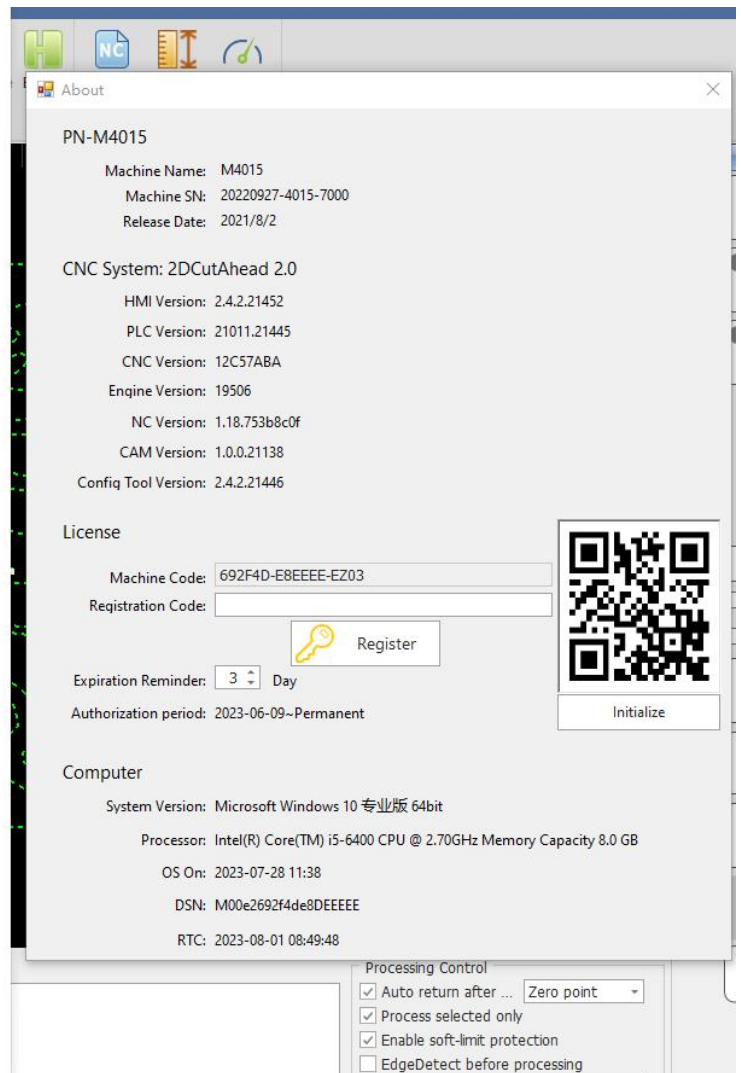 H
NC
About
PN-M4015
Machine Name: M4015
Machine SN: 20220927-4015-7000
Release Date: 2021/8/2
CNC System: 2DCutAhead 2.0
HMI Version: 2.4.2.21452
PLC Version: 21011.21445
CNC Version: 12C57ABA
Engine Version: 19506
NC Version: 1.18.753b8c0f
CAM Version: 1.0.0.21138
Config Tool Version: 2.4.2.21446
License
Machine Code: 692F4D-E8EEEE-EZ03
Registration Code:
Register
Expiration Reminder: 3 Day
Authorization period: 2023-06-09~Permanent
Initialize
Computer
System Version: Microsoft Windows 10 专业版 64bit
Processor: Intel(R) Core(TM) i5-6400 CPU @ 2.70GHz Memory Capacity 8.0 GB
OS On: 2023-07-28 11:38
DSN: M00e2692f4de8DEEEEE
RTC: 2023-08-01 08:49:48
Processing Control
Auto return after ... Zero point
Process selected only
Enable soft-limit protection
EdgeDetect before processing